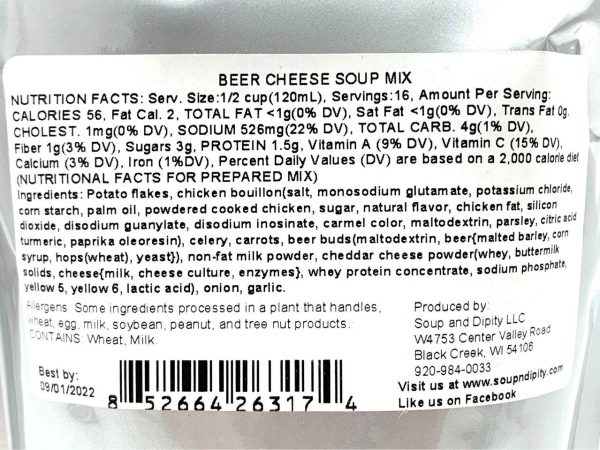 BEER CHEESE SOUP MIX
NUTRITION FACTS: Serv. Size:1/2 cup(120mL), Servings:16, Amount Per Serving:
CALORIES 56, Fat Cal. 2, TOTAL FAT <1g(0% DV), Sat Fat <1g(0% DV), Trans Fat 0g.
CHOLEST. 1mg(0% DV), SODIUM 526mg(22% DV), TOTAL CARB. 4g(1% DV),
Fiber 1g(3% DV), Sugars 3g, PROTEIN 1.5g, Vitamin A (9% DV), Vitamin C (15% DV),
Calcium (3% DV), Iron (1%DV), Percent Daily Values (DV) are based on a 2,000 calorie diet
(NUTRITIONAL FACTS FOR PREPARED MIX)
Ingredients: Potato flakes, chicken bouillon(salt, monosodium glutamate, potassium chloride,
corn starch, palm oil, powdered cooked chicken, sugar, natural flavor, chicken fat, silicon
dioxide, disodium guanylate, disodium inosinate, carmel color, maltodextrin, parsley, citric acid
turmeric, paprika oleoresin), celery, carrots, beer buds(maltodextrin, beer{malted barley, corn
syrup, hops(wheat), yeast}), non-fat milk powder, cheddar cheese powder(whey, buttermilk
solids, cheese{milk, cheese culture, enzymes}, whey protein concentrate, sodium phosphate,
yellow 5, yellow 6, lactic acid), onion, garlic.
Allergens Some ingredients processed in a plant that handles,
wheat, egg, milk, soybean, peanut, and tree nut products.
CONTAINS Wheat, Milk.
Produced by:
Soup and Dipity LLC
W4753 Center Valley Road
Black Creek, WI 54106
920-984-0033
Visit us at www.soupndipity.com
Like us on Facebook
Best by:
09/01/2022
8 52664 26317 4